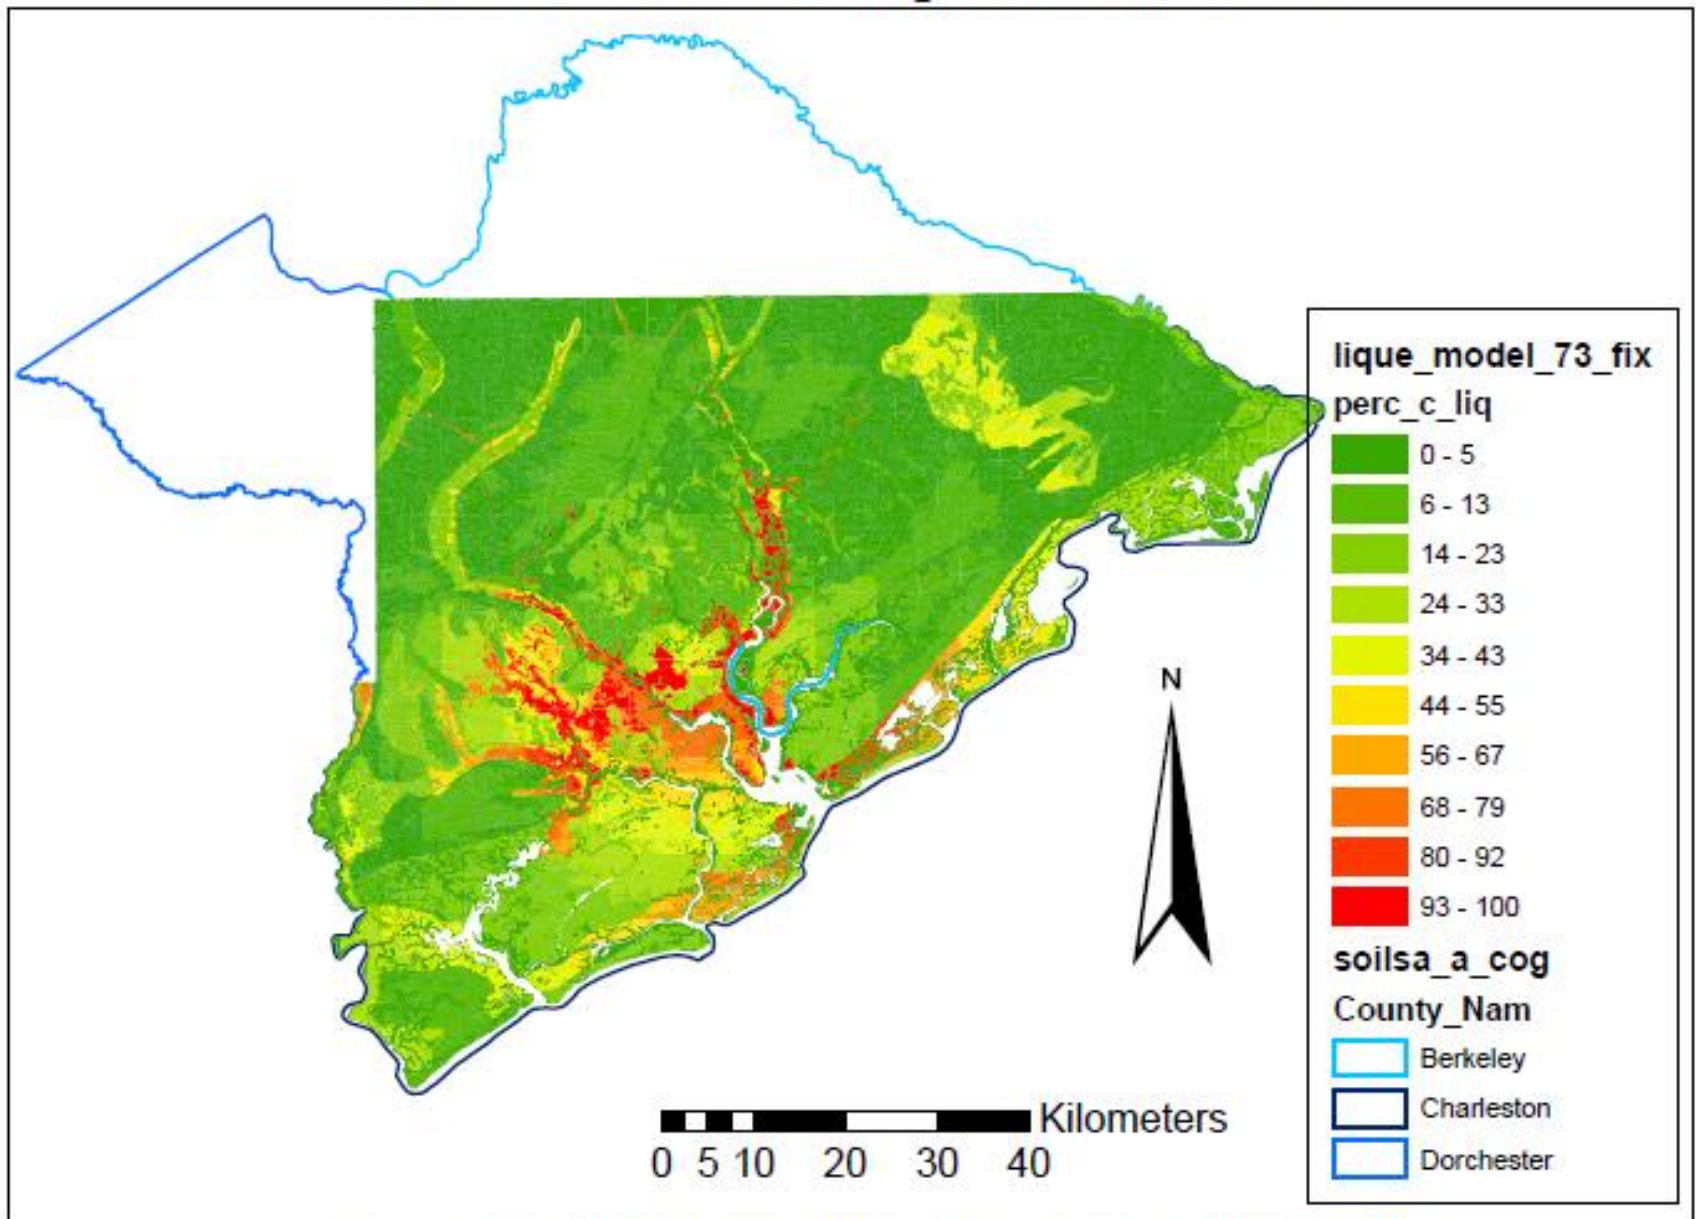 lique_model_73_fix
perc_c_liq
0 - 5
6 - 13
14 - 23
24 - 33
34 - 43
44 - 55
56 - 67
68 - 79
80 - 92
93 - 100
soilsa_a_cog
County_Nam
Berkeley
Charleston
Dorchester
N
Kilometers
0 5 10 20 30 40